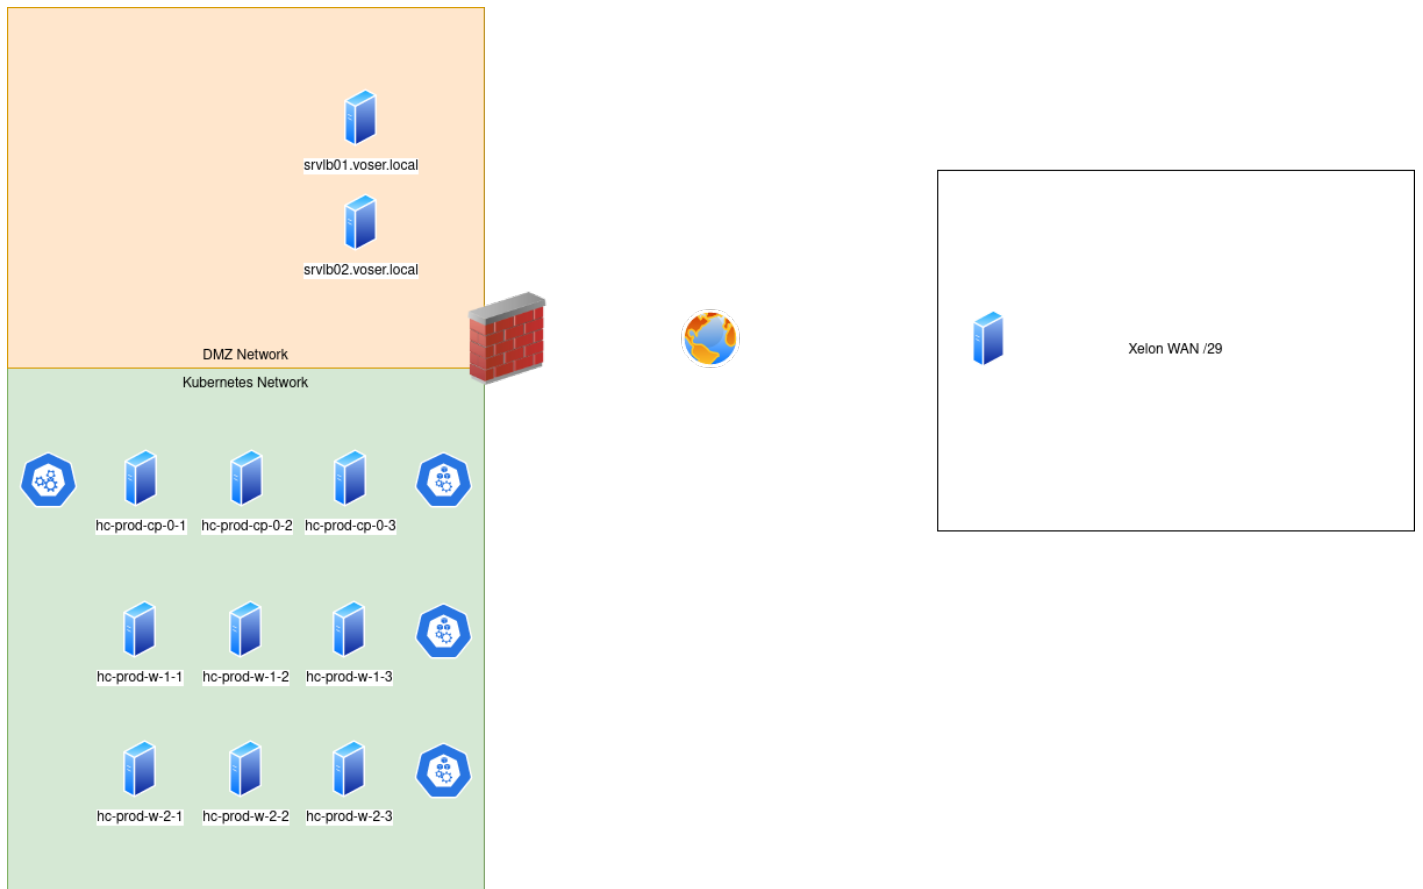 srvlb01.voser.local
srvlb02.voser.local
DMZ Network
Kubernetes Network
Xelon WAN /29
hc-prod-cp-0-1 hc-prod-cp-0-2 hc-prod-cp-0-3
hc-prod-w-1-1 hc-prod-w-1-2 hc-prod-w-1-3
hc-prod-w-2-1 hc-prod-w-2-2 hc-prod-w-2-3